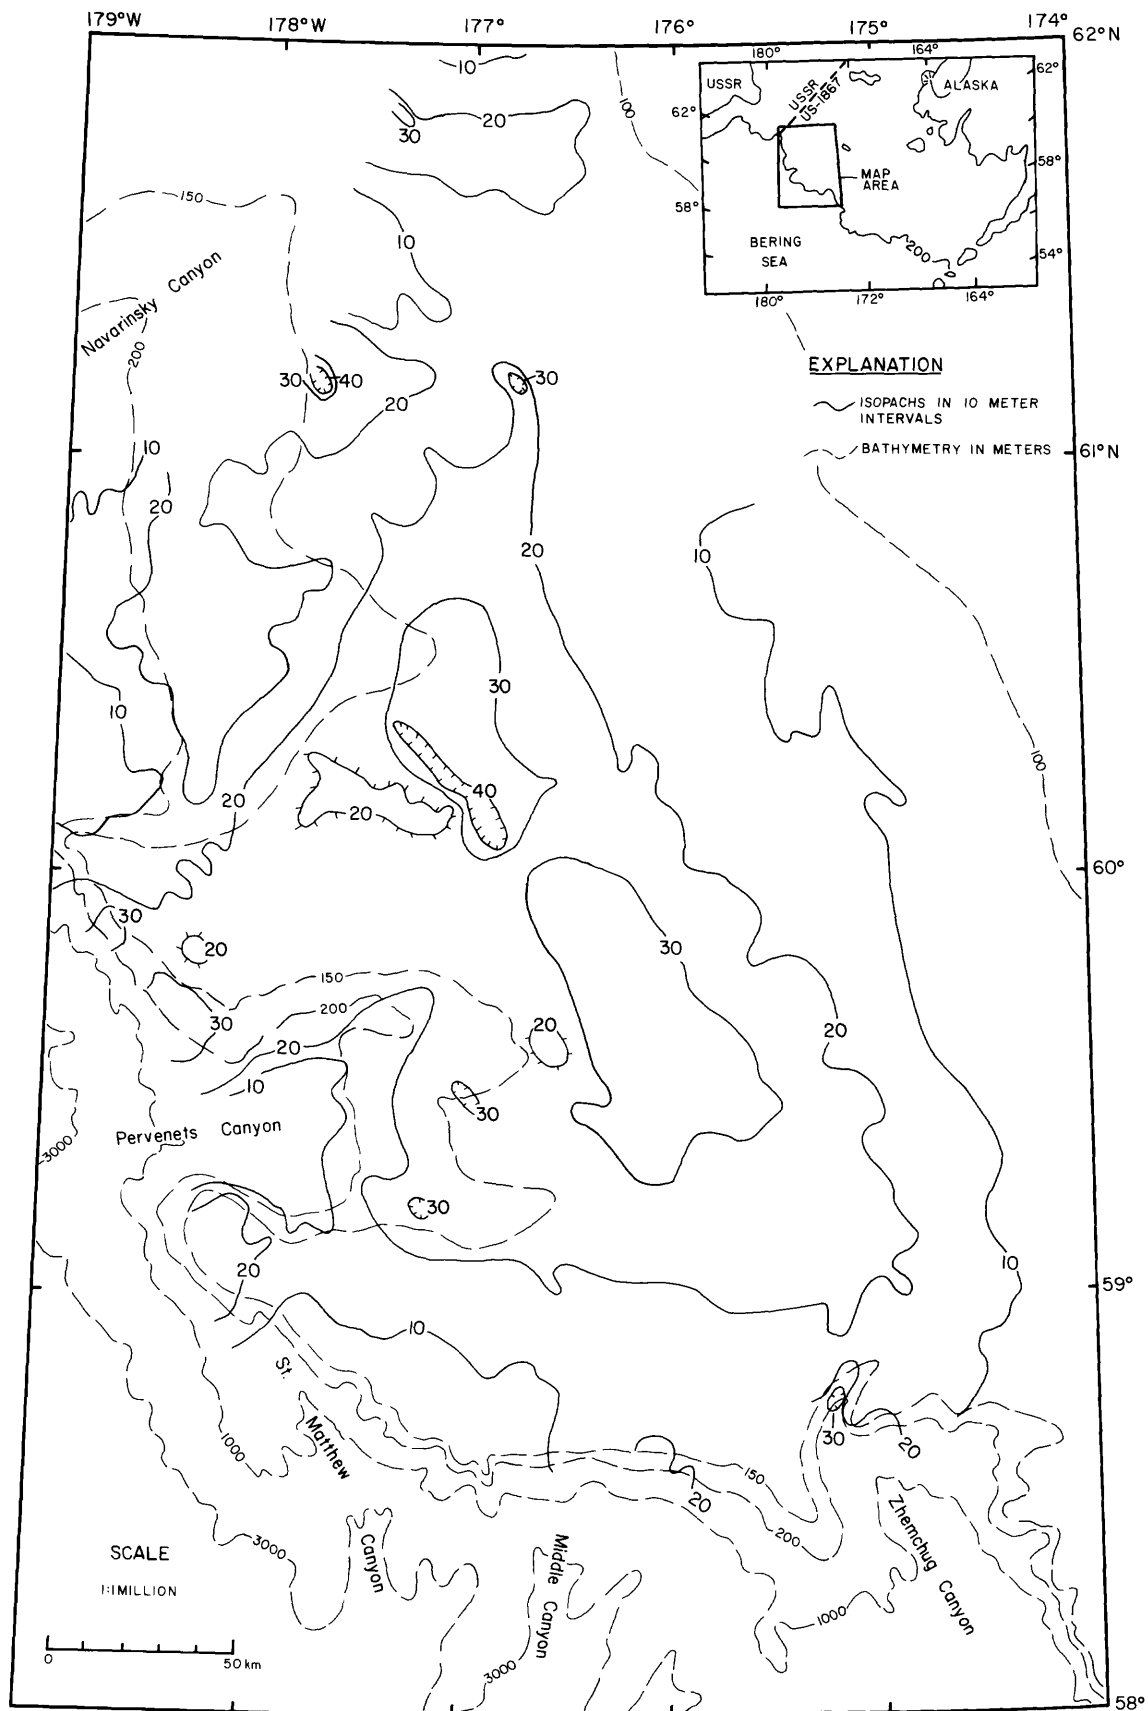 179°W 178°W 177° 176° 175° 174°
62°N
10
20
30
100
150
10
Navarinsky Canyon
200
30 40
20
30
10
20
20
10
30
10
40
20
20
100
60°
30
20
30
150
200
30
20
20
20
10
30
Pervenets Canyon
3000
30
20
10
10
59°
St. Matthew Canyon
1000
3000
30
20
150
20
200
Middle Canyon
Zhemchug Canyon
1000
3000
58°
180° 164°
62° 62°
USSR
USSR
US-1867
ALASKA
58° 58°
MAP
AREA
BERING
SEA
200
54°
180° 172° 164°
EXPLANATION
ISOPACHS IN 10 METER
INTERVALS
BATHYMETRY IN METERS
61°N
SCALE
1:1 MILLION
0 50 km